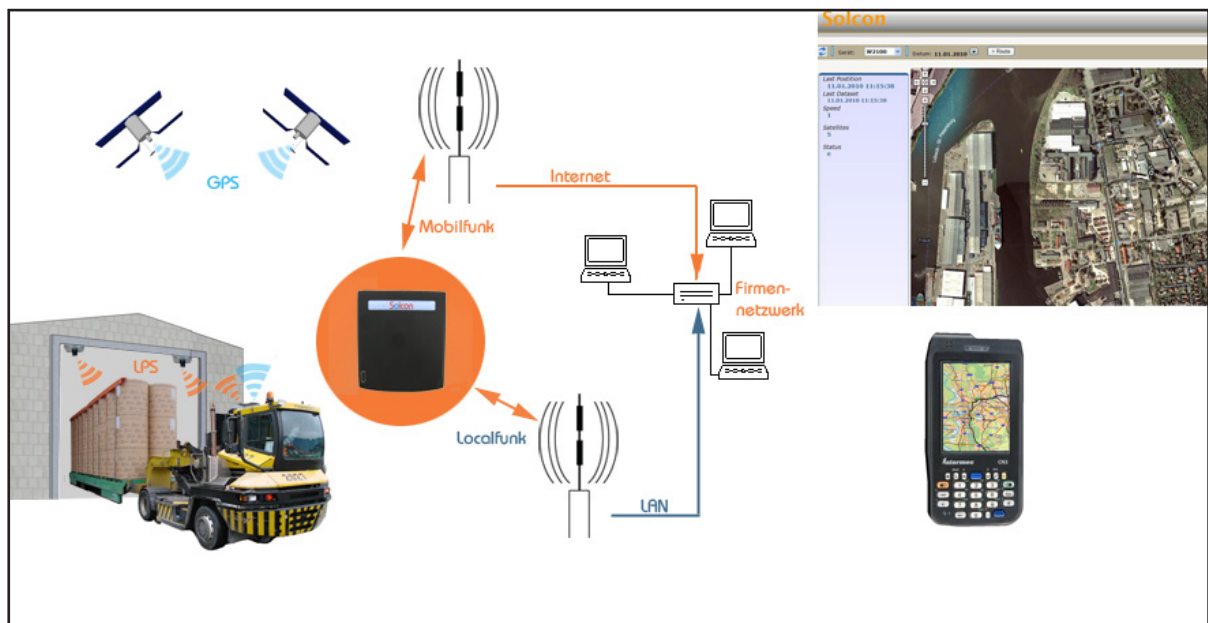 Solcon
Gerät: WJ100 Datum: 11.01.2010 > Route
Last Position
11.01.2010 11:15:38
Last Dataset
11.01.2010 11:15:38
Speed
1
Satellites
5
Status
6
GPS
Internet
Mobilfunk
Firmen-
netzwerk
Solcon
LPS
Localfunk
LAN
Intermec CN3